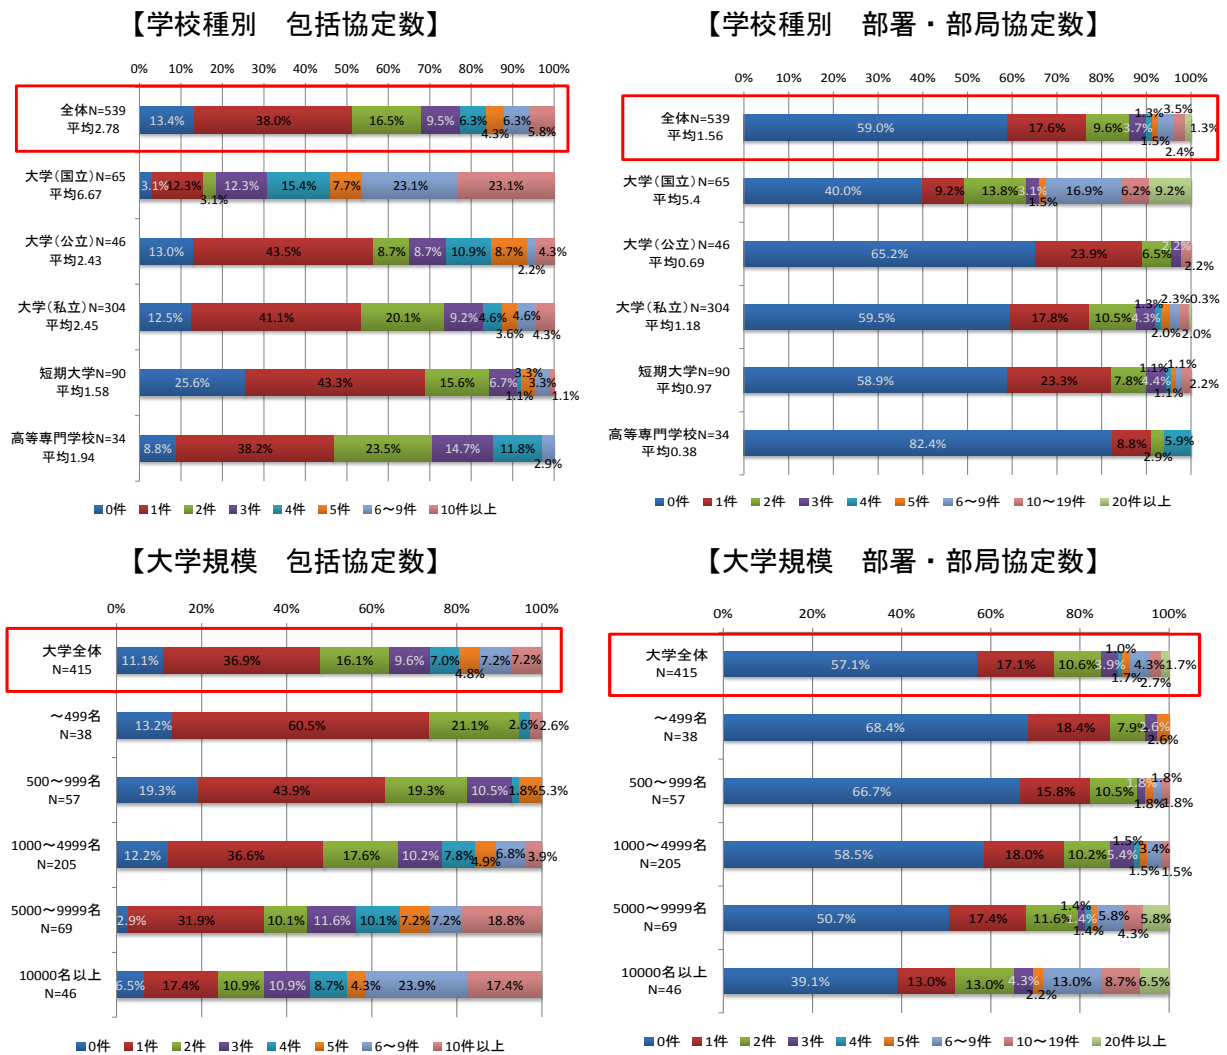 【学校種別　包括協定数】
0% 10% 20% 30% 40% 50% 60% 70% 80% 90% 100%
全体N=539
平均2.78
13.4% 38.0% 16.5% 9.5% 6.3% 4.3% 6.3% 5.8%
大学(国立)N=65
平均6.67
3.1% 12.3% 3.1% 12.3% 15.4% 7.7% 23.1% 23.1%
大学(公立)N=46
平均2.43
13.0% 43.5% 8.7% 8.7% 10.9% 8.7% 2.2% 4.3%
大学(私立)N=304
平均2.45
12.5% 41.1% 20.1% 9.2% 4.6% 3.6% 4.6% 4.3%
短期大学N=90
平均1.58
25.6% 43.3% 15.6% 6.7% 1.1% 3.3% 3.3% 1.1%
高等専門学校N=34
平均1.94
8.8% 38.2% 23.5% 14.7% 11.8% 2.9%
0件 1件 2件 3件 4件 5件 6～9件 10件以上
【学校種別　部署・部局協定数】
0% 10% 20% 30% 40% 50% 60% 70% 80% 90% 100%
全体N=539
平均1.56
59.0% 17.6% 9.6% 3.7% 1.3% 1.5% 3.5% 2.4% 1.3%
大学(国立)N=65
平均5.4
40.0% 9.2% 13.8% 3.1% 1.5% 16.9% 6.2% 9.2%
大学(公立)N=46
平均0.69
65.2% 23.9% 6.5% 2.2% 2.2%
大学(私立)N=304
平均1.18
59.5% 17.8% 10.5% 4.3% 1.3% 2.0% 2.3% 2.0% 0.3%
短期大学N=90
平均0.97
58.9% 23.3% 7.8% 4.4% 1.1% 1.1% 1.1% 2.2%
高等専門学校N=34
平均0.38
82.4% 8.8% 2.9% 5.9%
0件 1件 2件 3件 4件 5件 6～9件 10～19件 20件以上
【大学規模　包括協定数】
0% 20% 40% 60% 80% 100%
大学全体
N=415
11.1% 36.9% 16.1% 9.6% 7.0% 4.8% 7.2% 7.2%
～499名
N=38
13.2% 60.5% 21.1% 2.6% 2.6%
500～999名
N=57
19.3% 43.9% 19.3% 10.5% 1.8% 5.3%
1000～4999名
N=205
12.2% 36.6% 17.6% 10.2% 7.8% 4.9% 6.8% 3.9%
5000～9999名
N=69
2.9% 31.9% 10.1% 11.6% 10.1% 7.2% 7.2% 18.8%
10000名以上
N=46
6.5% 17.4% 10.9% 10.9% 8.7% 4.3% 23.9% 17.4%
0件 1件 2件 3件 4件 5件 6～9件 10件以上
【大学規模　部署・部局協定数】
0% 20% 40% 60% 80% 100%
大学全体
N=415
57.1% 17.1% 10.6% 3.9% 1.0% 1.7% 4.3% 2.7% 1.7%
～499名
N=38
68.4% 18.4% 7.9% 2.6% 2.6%
500～999名
N=57
66.7% 15.8% 10.5% 1.8% 1.8% 1.8% 1.8%
1000～4999名
N=205
58.5% 18.0% 10.2% 5.4% 1.5% 1.5% 3.4% 1.5%
5000～9999名
N=69
50.7% 17.4% 11.6% 1.4% 1.4% 1.4% 5.8% 4.3% 5.8%
10000名以上
N=46
39.1% 13.0% 13.0% 4.3% 2.2% 13.0% 8.7% 6.5%
0件 1件 2件 3件 4件 5件 6～9件 10～19件 20件以上